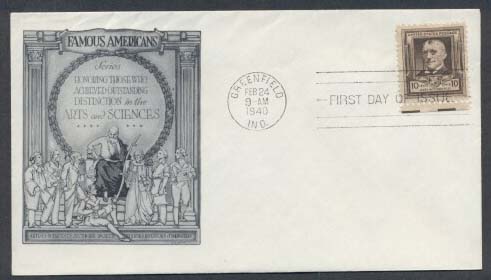 FAMOUS AMERICANS
Series
HONORING THOSE WHO
ACHIEVED OUTSTANDING
DISTINCTION in the
ARTS and SCIENCES
GREENFIELD
FEB 24
9-AM
1940
IND.
FIRST DAY OF ISSUE
10 10